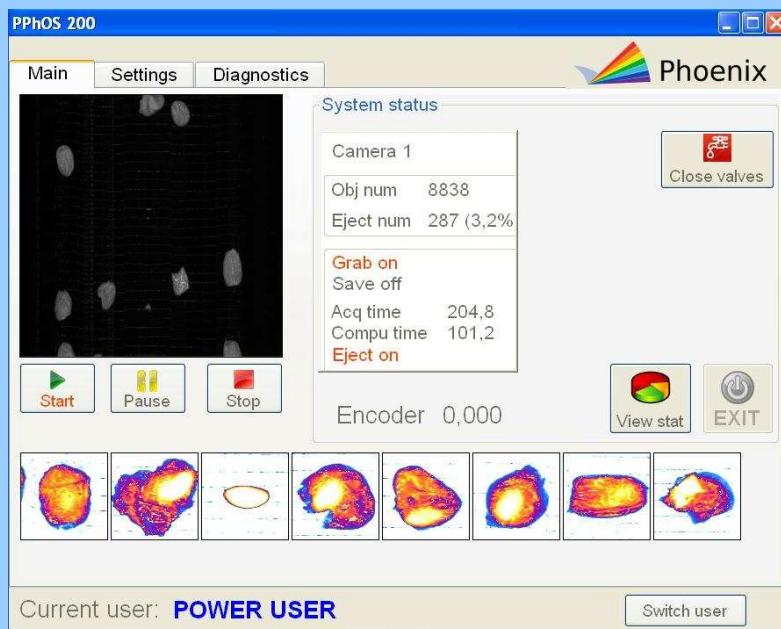 PPhOS 200
Main Settings Diagnostics
Phoenix
System status
Camera 1
Obj num 8838
Eject num 287 (3,2%
Grab on
Save off
Acq time 204,8
Compu time 101,2
Eject on
Close valves
Start Pause Stop
Encoder 0,000
View stat
EXIT
Current user: POWER USER
Switch user